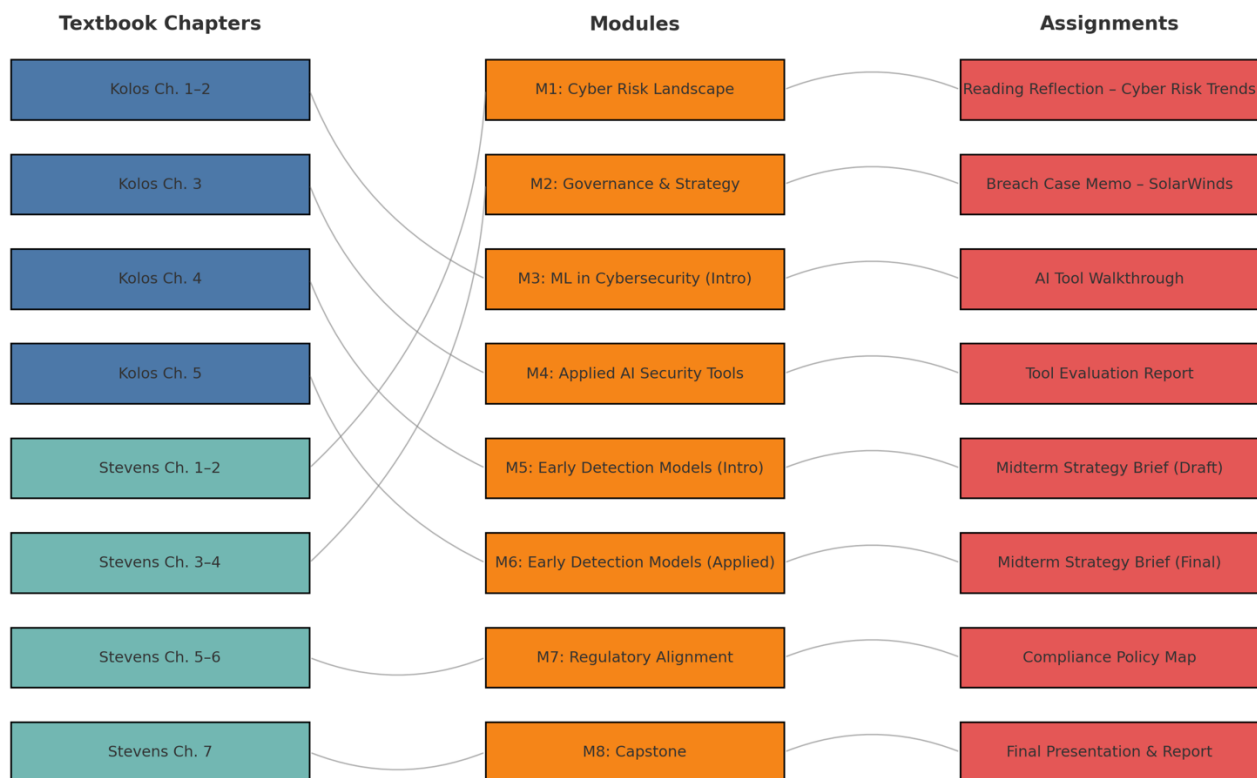 Textbook Chapters
Modules
Assignments
Kolos Ch. 1–2
M1: Cyber Risk Landscape
Reading Reflection – Cyber Risk Trends
Kolos Ch. 3
M2: Governance & Strategy
Breach Case Memo – SolarWinds
Kolos Ch. 4
M3: ML in Cybersecurity (Intro)
AI Tool Walkthrough
Kolos Ch. 5
M4: Applied AI Security Tools
Tool Evaluation Report
Stevens Ch. 1–2
M5: Early Detection Models (Intro)
Midterm Strategy Brief (Draft)
Stevens Ch. 3–4
M6: Early Detection Models (Applied)
Midterm Strategy Brief (Final)
Stevens Ch. 5–6
M7: Regulatory Alignment
Compliance Policy Map
Stevens Ch. 7
M8: Capstone
Final Presentation & Report